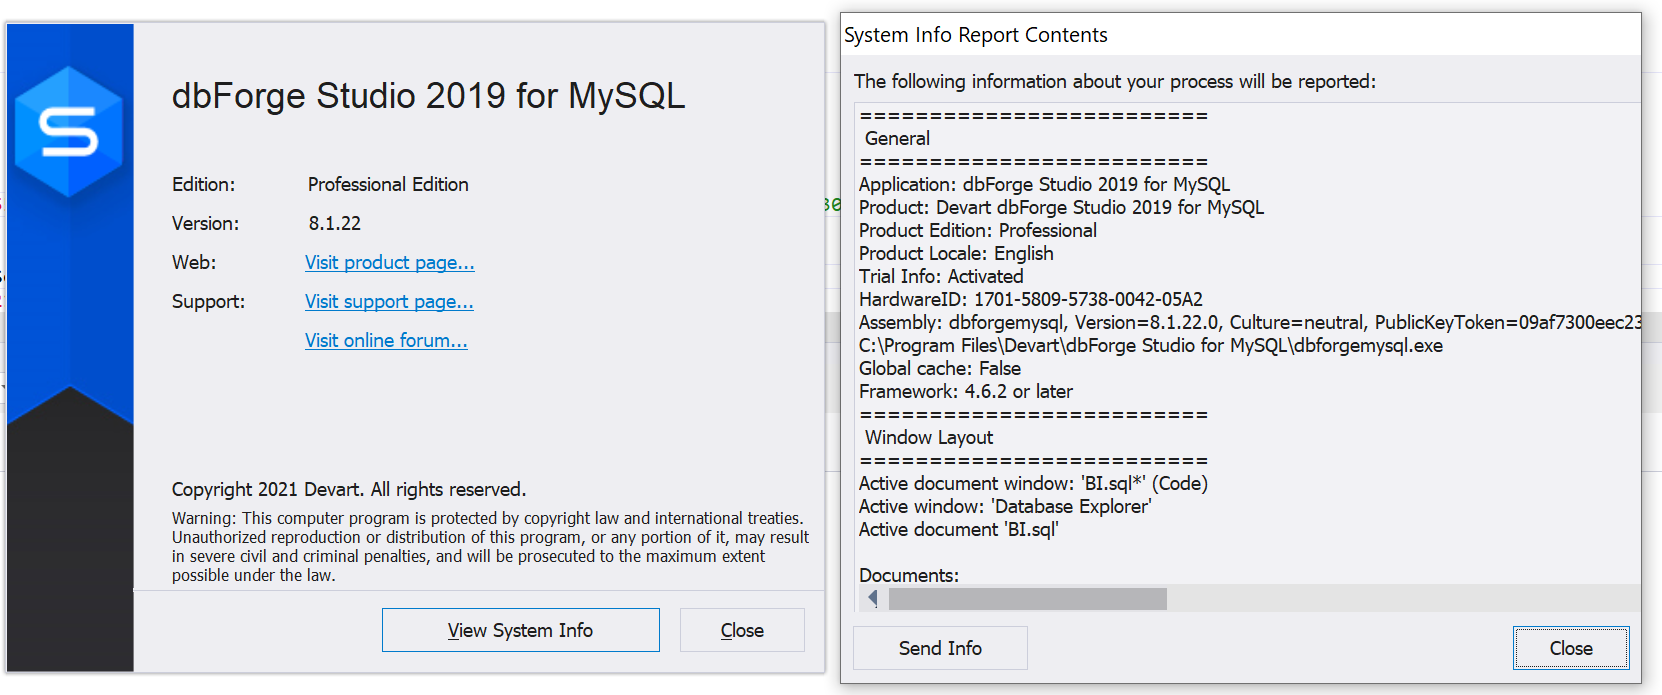 dbForge Studio 2019 for MySQL
Edition: Professional Edition
Version: 8.1.22
Web: Visit product page...
Support: Visit support page...
Visit online forum...
Copyright 2021 Devart. All rights reserved.
Warning: This computer program is protected by copyright law and international treaties.
Unauthorized reproduction or distribution of this program, or any portion of it, may result
in severe civil and criminal penalties, and will be prosecuted to the maximum extent
possible under the law.
View System Info
Close
System Info Report Contents
The following information about your process will be reported:
=========================
General
=========================
Application: dbForge Studio 2019 for MySQL
Product: Devart dbForge Studio 2019 for MySQL
Product Edition: Professional
Product Locale: English
Trial Info: Activated
HardwareID: 1701-5809-5738-0042-05A2
Assembly: dbforgemysql, Version=8.1.22.0, Culture=neutral, PublicKeyToken=09af7300eec23
C:\Program Files\Devart\dbForge Studio for MySQL\dbforgemysql.exe
Global cache: False
Framework: 4.6.2 or later
=========================
Window Layout
=========================
Active document window: 'BI.sql*' (Code)
Active window: 'Database Explorer'
Active document 'BI.sql'
Documents:
Send Info
Close